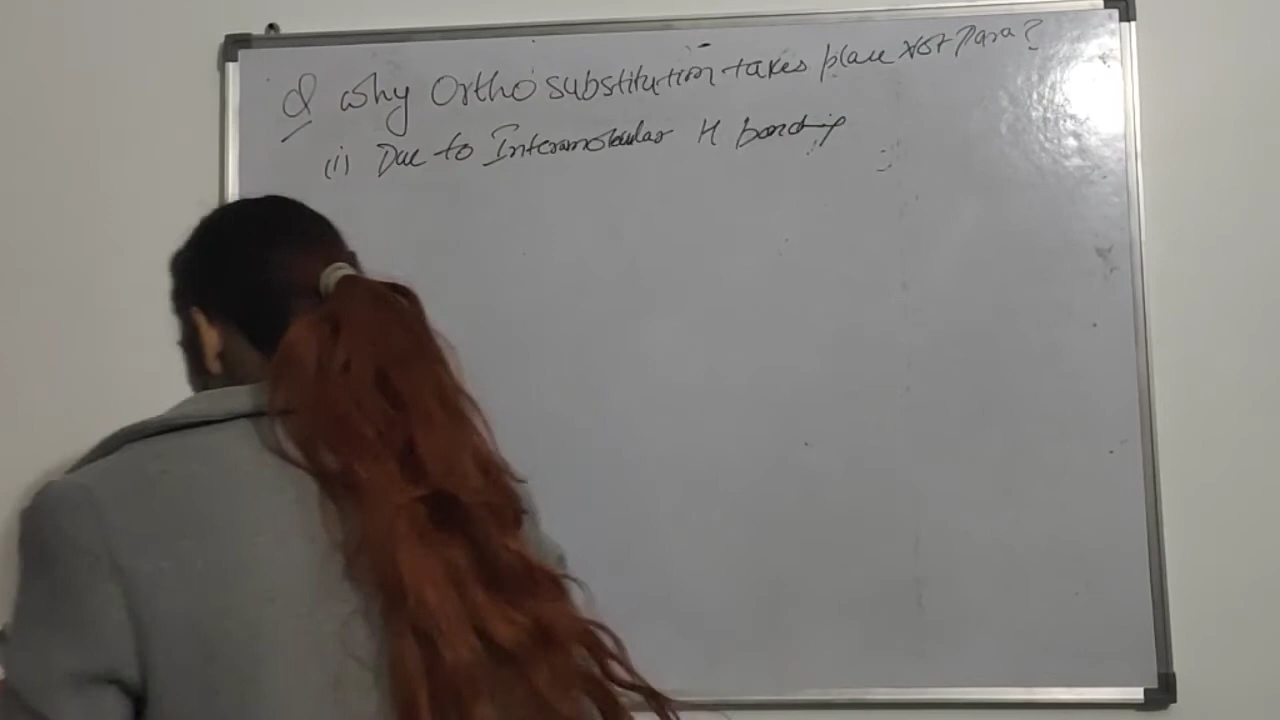 Q Why Ortho substitution takes place Not Para?
(i) Due to Intermolecular H bonding